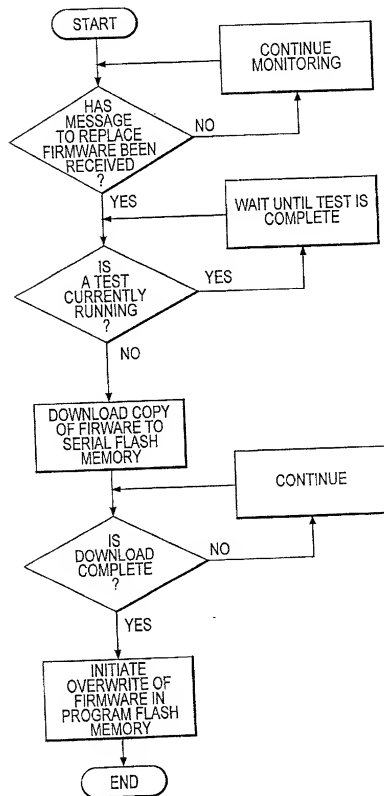 START
CONTINUE
MONITORING
HAS
MESSAGE
TO REPLACE
FIRMWARE BEEN
RECEIVED
?
NO
YES
WAIT UNTIL TEST IS
COMPLETE
IS
A TEST
CURRENTLY
RUNNING
?
YES
NO
DOWNLOAD COPY
OF FIRWARE TO
SERIAL FLASH
MEMORY
CONTINUE
IS
DOWNLOAD
COMPLETE
?
NO
YES
INITIATE
OVERWRITE OF
FIRMWARE IN
PROGRAM FLASH
MEMORY
END